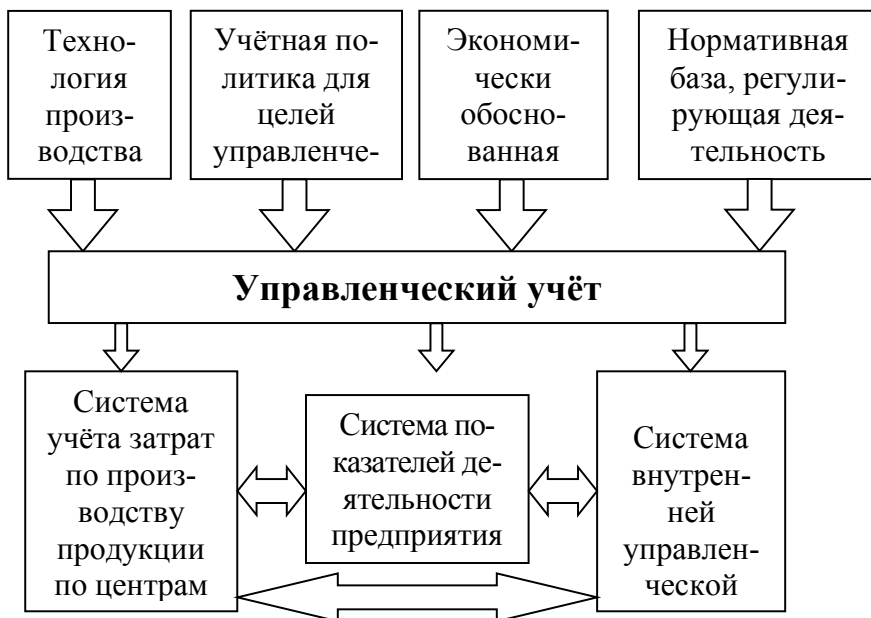 Техно-
логия
произ-
водства
Учётная по-
литика для
целей
управленче-
Экономи-
чески
обосно-
ванная
Нормативная
база, регули-
рующая дея-
тельность
Управленческий учёт
Система
учёта затрат
по произ-
водству
продукции
по центрам
Система по-
казателей де-
ятельности
предприятия
Система
внутрен-
ней
управлен-
ческой